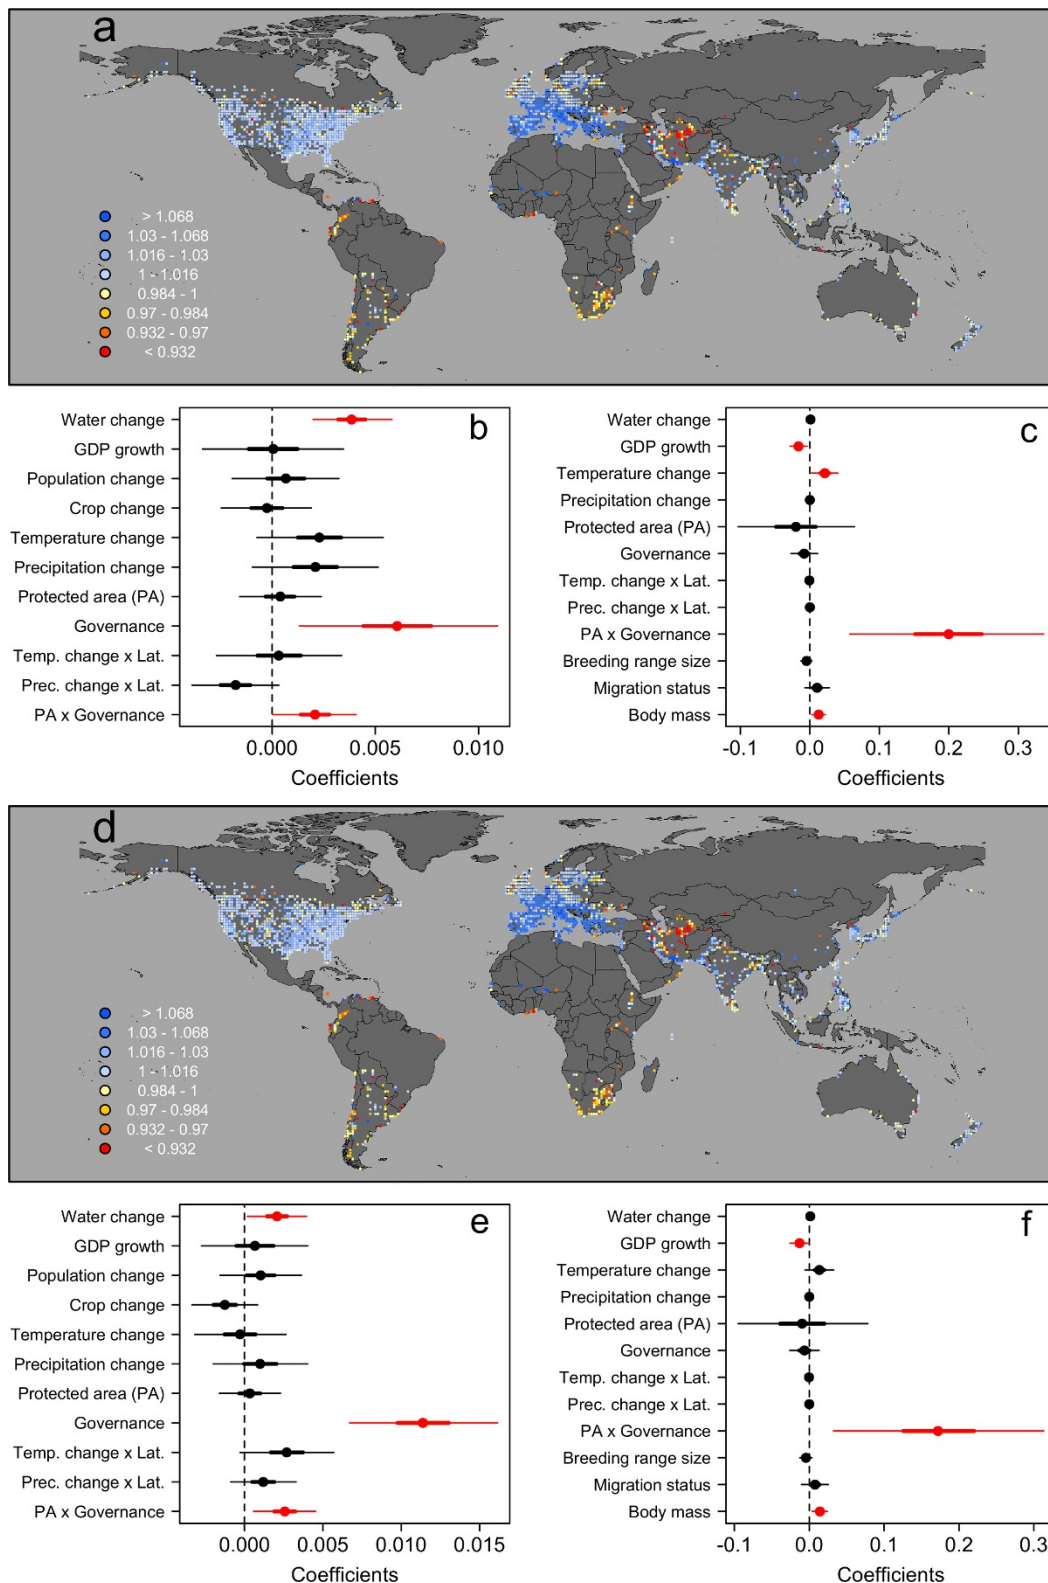 a
> 1.068
1.03 - 1.068
1.016 - 1.03
1 - 1.016
0.984 - 1
0.97 - 0.984
0.932 - 0.97
< 0.932
b
Water change
GDP growth
Population change
Crop change
Temperature change
Precipitation change
Protected area (PA)
Governance
Temp. change x Lat.
Prec. change x Lat.
PA x Governance
0.000 0.005 0.010
Coefficients
c
Water change
GDP growth
Temperature change
Precipitation change
Protected area (PA)
Governance
Temp. change x Lat.
Prec. change x Lat.
PA x Governance
Breeding range size
Migration status
Body mass
-0.1 0.0 0.1 0.2 0.3
Coefficients
d
> 1.068
1.03 - 1.068
1.016 - 1.03
1 - 1.016
0.984 - 1
0.97 - 0.984
0.932 - 0.97
< 0.932
e
Water change
GDP growth
Population change
Crop change
Temperature change
Precipitation change
Protected area (PA)
Governance
Temp. change x Lat.
Prec. change x Lat.
PA x Governance
0.000 0.005 0.010 0.015
Coefficients
f
Water change
GDP growth
Temperature change
Precipitation change
Protected area (PA)
Governance
Temp. change x Lat.
Prec. change x Lat.
PA x Governance
Breeding range size
Migration status
Body mass
-0.1 0.0 0.1 0.2 0.3
Coefficients